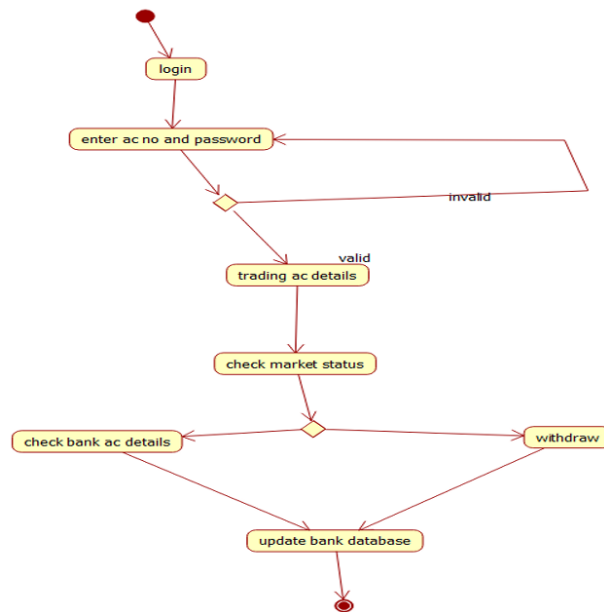 login
enter ac no and password
invalid
valid
trading ac details
check market status
check bank ac details
withdraw
update bank database